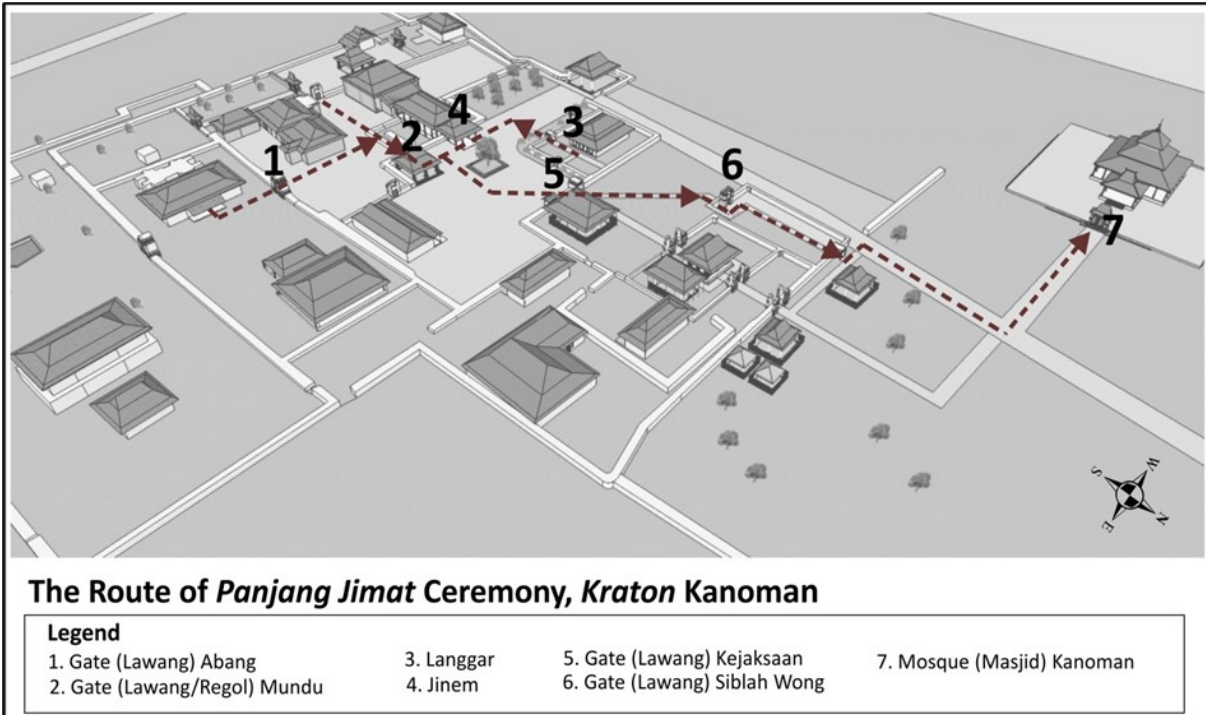 1
2
4
3
5
6
7
W
S
N
E
The Route of Panjang Jimat Ceremony, Kraton Kanoman
Legend
1. Gate (Lawang) Abang
2. Gate (Lawang/Regol) Mundu
3. Langgar
4. Jinem
5. Gate (Lawang) Kejaksaan
6. Gate (Lawang) Siblah Wong
7. Mosque (Masjid) Kanoman